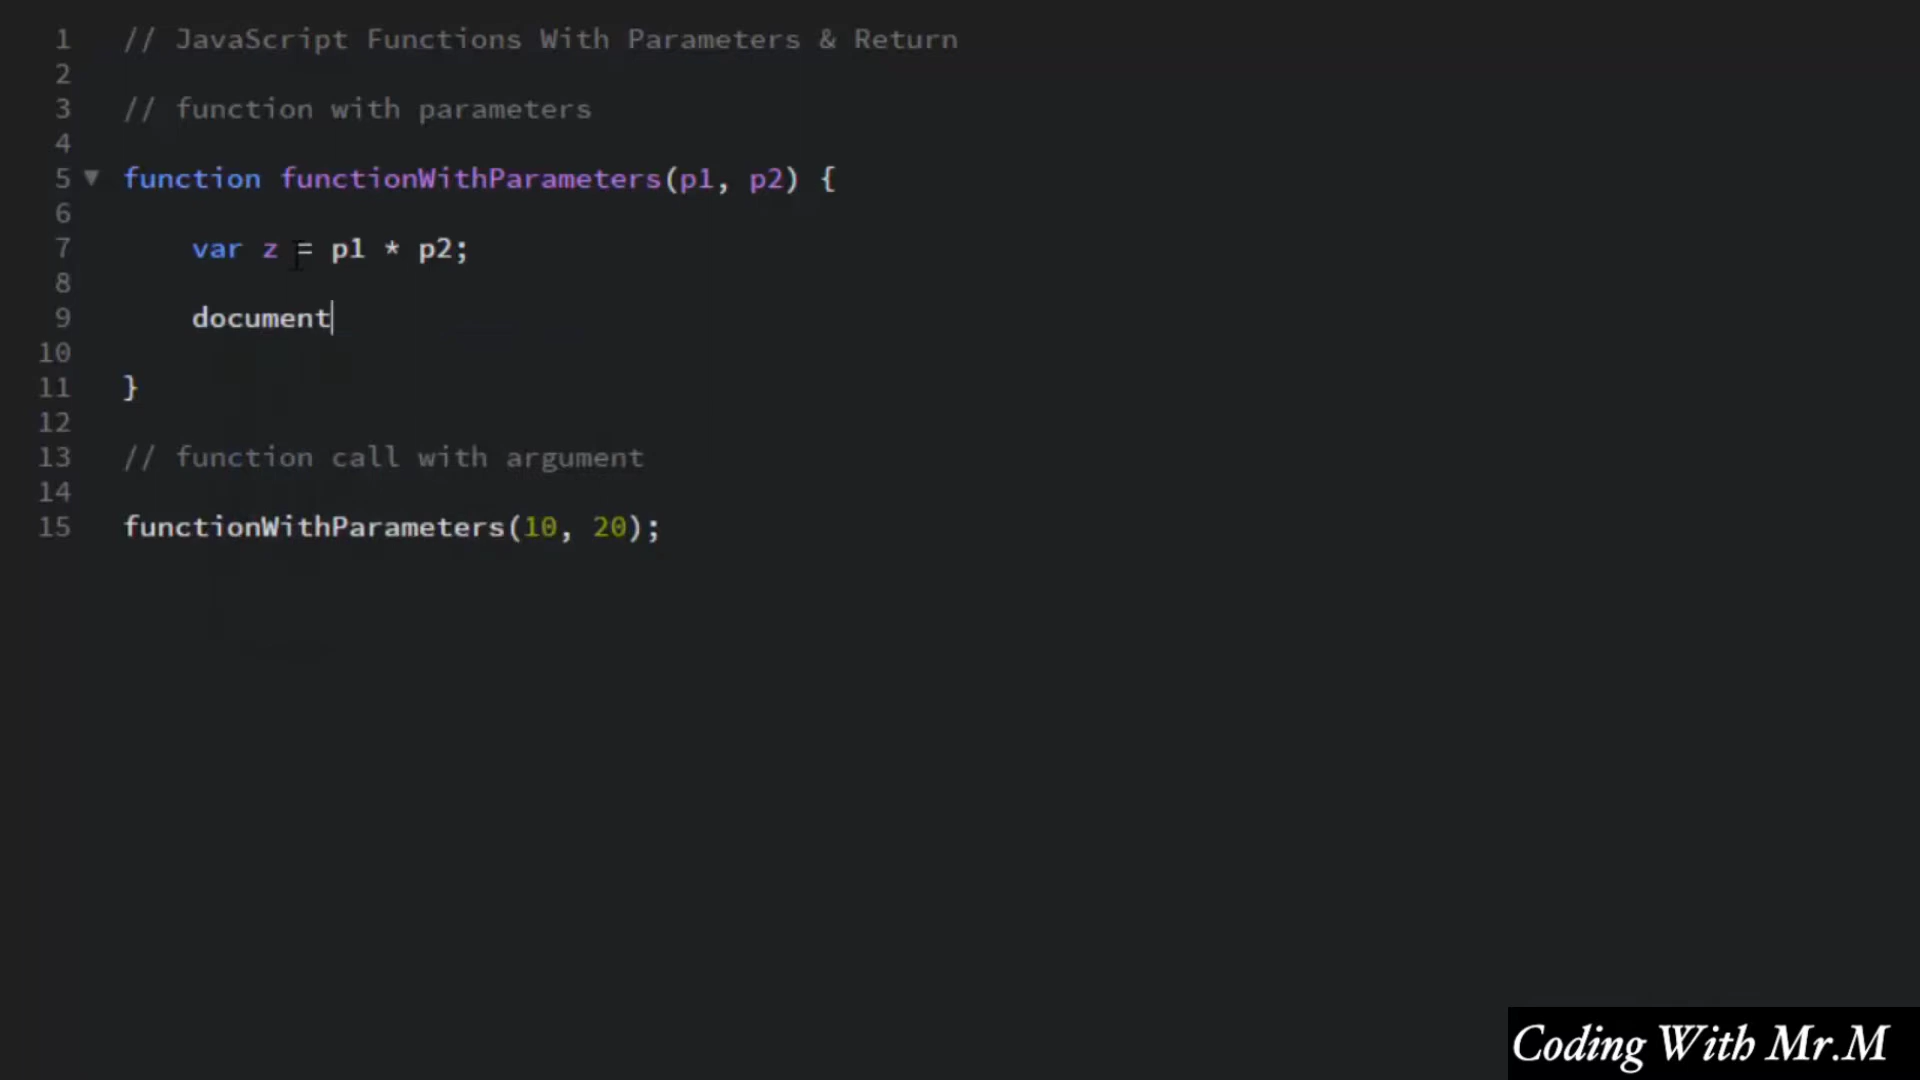 1 // JavaScript Functions With Parameters & Return
2
3 // function with parameters
4
5 ▼ function functionWithParameters(p1, p2) {
6
7 var z = p1 * p2;
8
9 document
10
11 }
12
13 // function call with argument
14
15 functionWithParameters(10, 20);
Coding With Mr.M